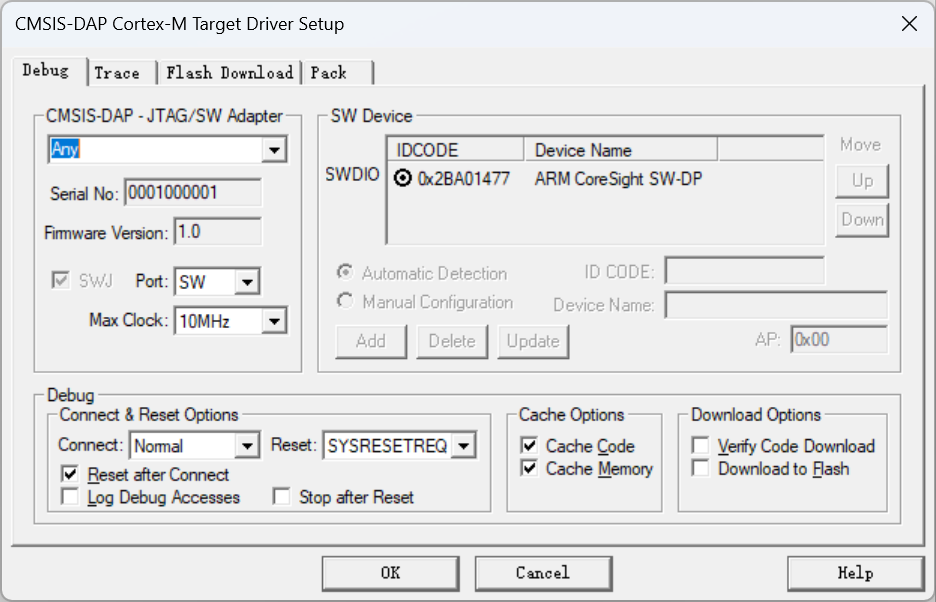 CMSIS-DAP Cortex-M Target Driver Setup
Debug Trace Flash Download Pack
CMSIS-DAP - JTAG/SW Adapter
Any
Serial No: 0001000001
Firmware Version: 1.0
SWJ Port: SW
Max Clock: 10MHz
SW Device
IDCODE Device Name
SWDIO 0x2BA01477 ARM CoreSight SW-DP
Move
Up
Down
Automatic Detection ID CODE:
Manual Configuration Device Name:
Add Delete Update AP: 0x00
Debug
Connect & Reset Options
Connect: Normal Reset: SYSRESETREQ
Reset after Connect
Log Debug Accesses Stop after Reset
Cache Options
Cache Code
Cache Memory
Download Options
Verify Code Download
Download to Flash
OK Cancel Help